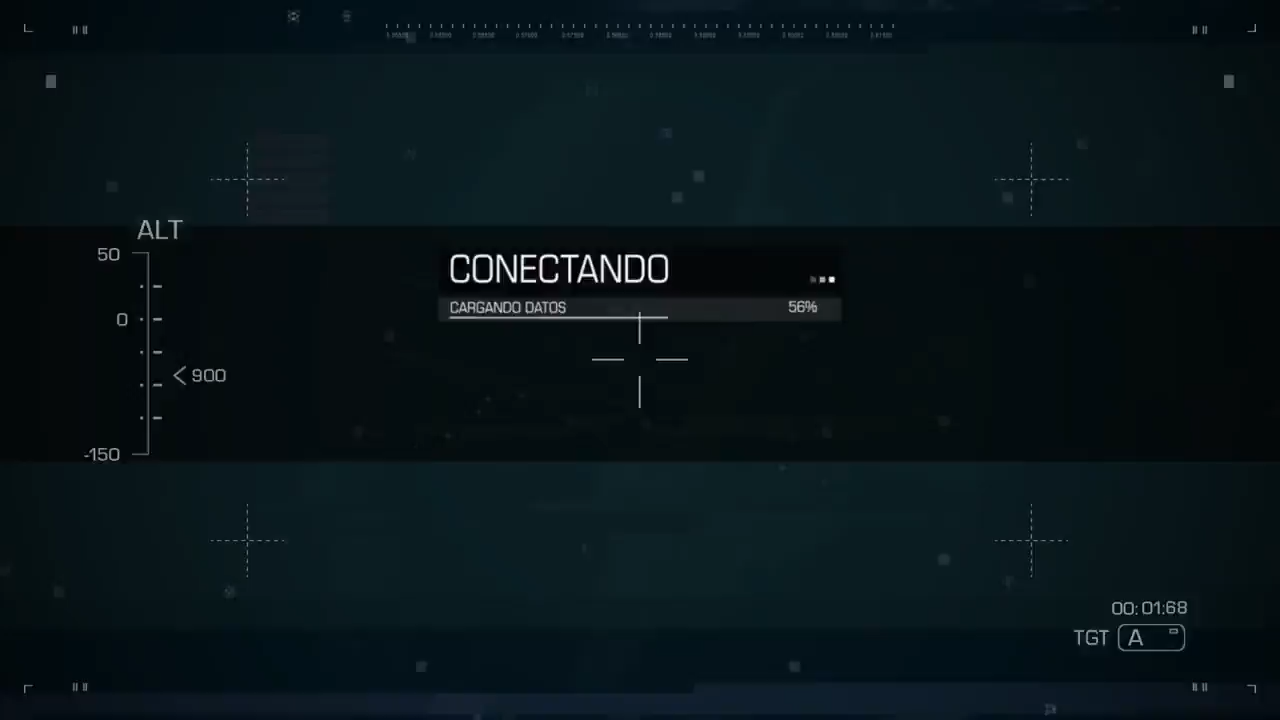 ALT
50
CONECTANDO
CARGANDO DATOS 56%
0
900
-150
00:01:68
TGT A